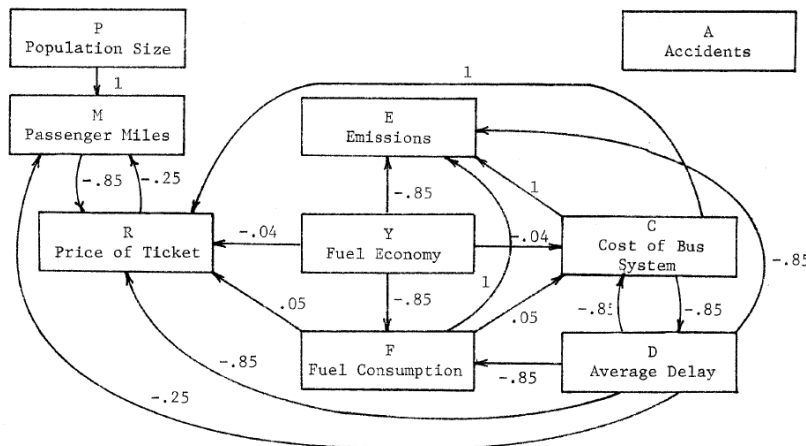 P
Population Size
A
Accidents
1
1
M
Passenger Miles
E
Emissions
-.85
-.25
-.85
1
R
Price of Ticket
-.04
Y
Fuel Economy
-.04
C
Cost of Bus
System
-.85
.05
-.85
1
.05
-.85
-.85
F
Fuel Consumption
-.85
D
Average Delay
-.85
-.25